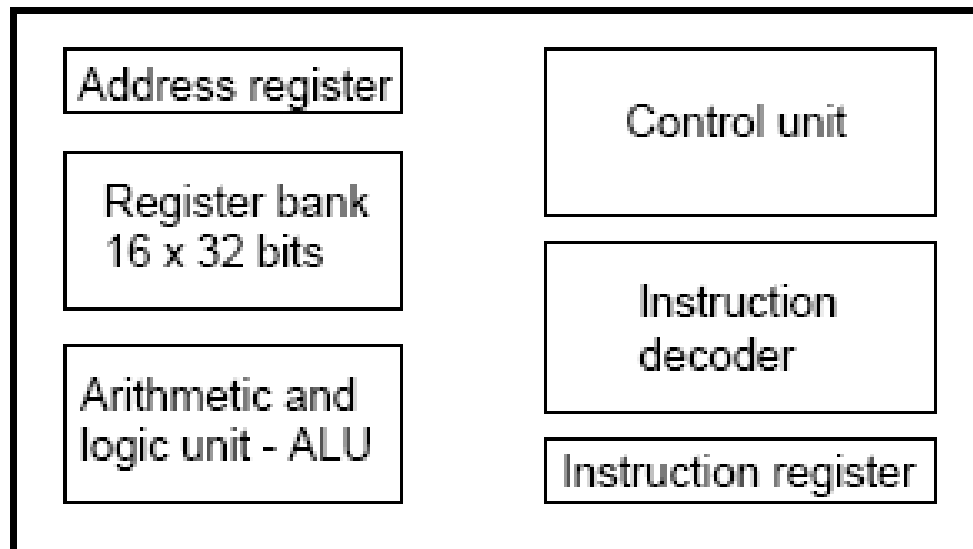 Address register
Register bank
16 x 32 bits
Arithmetic and
logic unit - ALU
Control unit
Instruction
decoder
Instruction register